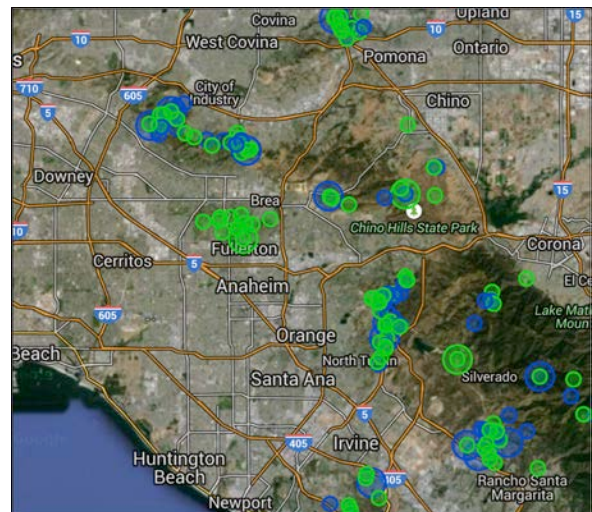 Covina
Upland
15
10
10
West Covina
Ontario
s
Pomona
710
605
City of
Industry
Chino
5
Downey
15
Brea
10
Chino Hills State Park
Fullerton
Corona
Cerritos
5
Anaheim
El Ce
605
Lake Mat
Moun
Orange
Beach
North Tustin
Silverado
Santa Ana
5
405
Irvine
Huntington
Beach
405
Rancho Santa
Margarita
Newport